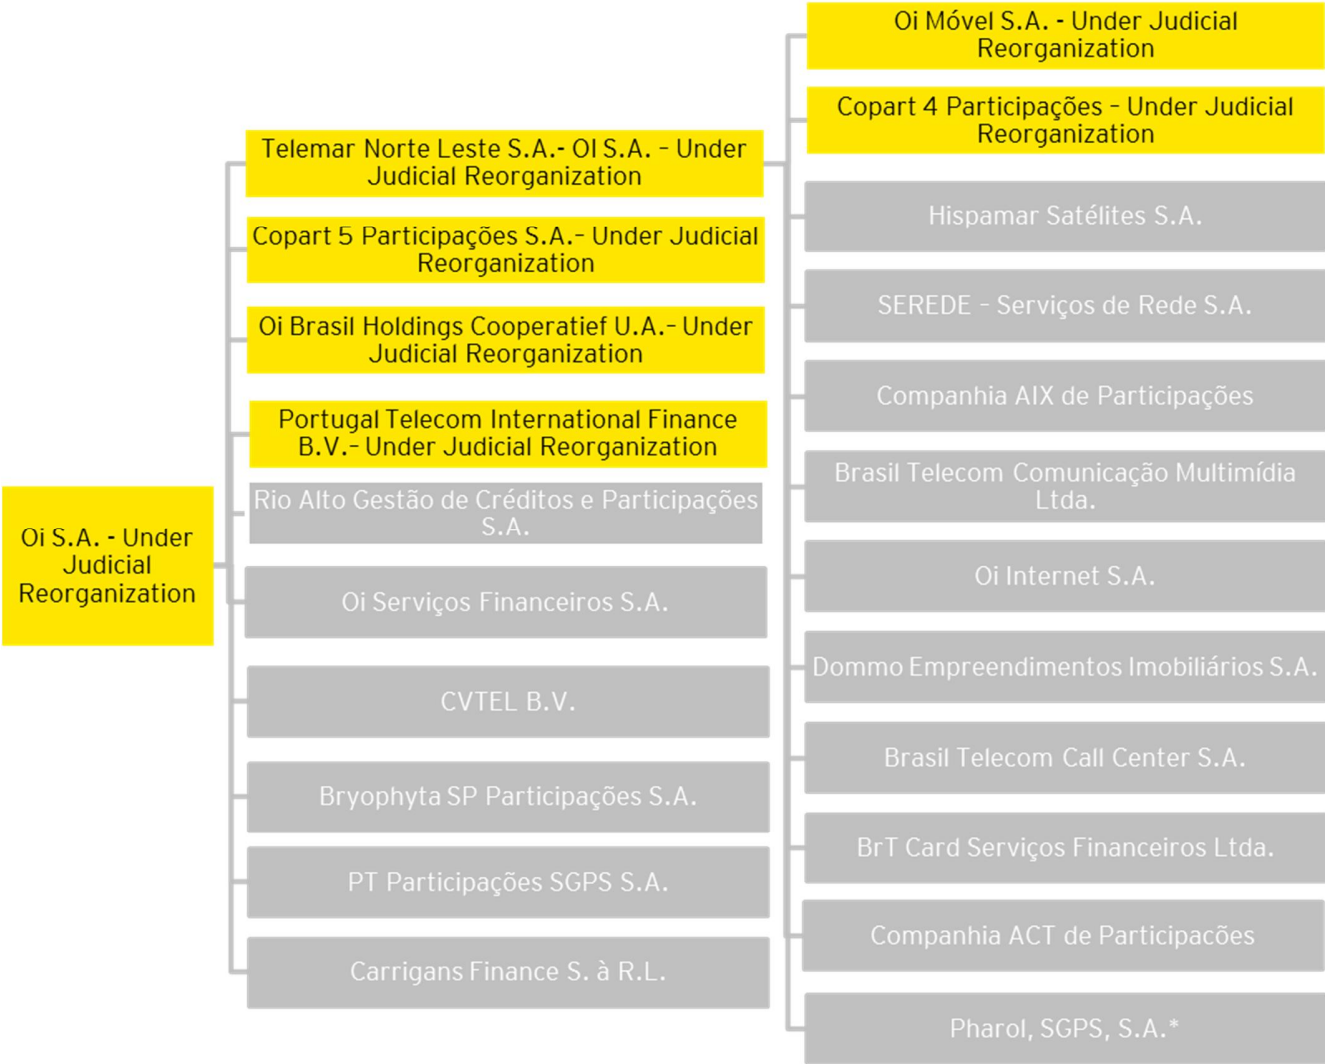 Oi S.A. - Under
Judicial
Reorganization
Telemar Norte Leste S.A.- OI S.A. – Under
Judicial Reorganization
Copart 5 Participações S.A.– Under Judicial
Reorganization
Oi Brasil Holdings Cooperatief U.A.– Under
Judicial Reorganization
Portugal Telecom International Finance
B.V.– Under Judicial Reorganization
Rio Alto Gestão de Créditos e Participações
S.A.
Oi Serviços Financeiros S.A.
CVTEL B.V.
Bryophyta SP Participações S.A.
PT Participações SGPS S.A.
Carrigans Finance S. à R.L.
Oi Móvel S.A. - Under Judicial
Reorganization
Copart 4 Participações – Under Judicial
Reorganization
Hispamar Satélites S.A.
SEREDE – Serviços de Rede S.A.
Companhia AIX de Participações
Brasil Telecom Comunicação Multimídia
Ltda.
Oi Internet S.A.
Dommo Empreendimentos Imobiliários S.A.
Brasil Telecom Call Center S.A.
BrT Card Serviços Financeiros Ltda.
Companhia ACT de Participacões
Pharol, SGPS, S.A.*